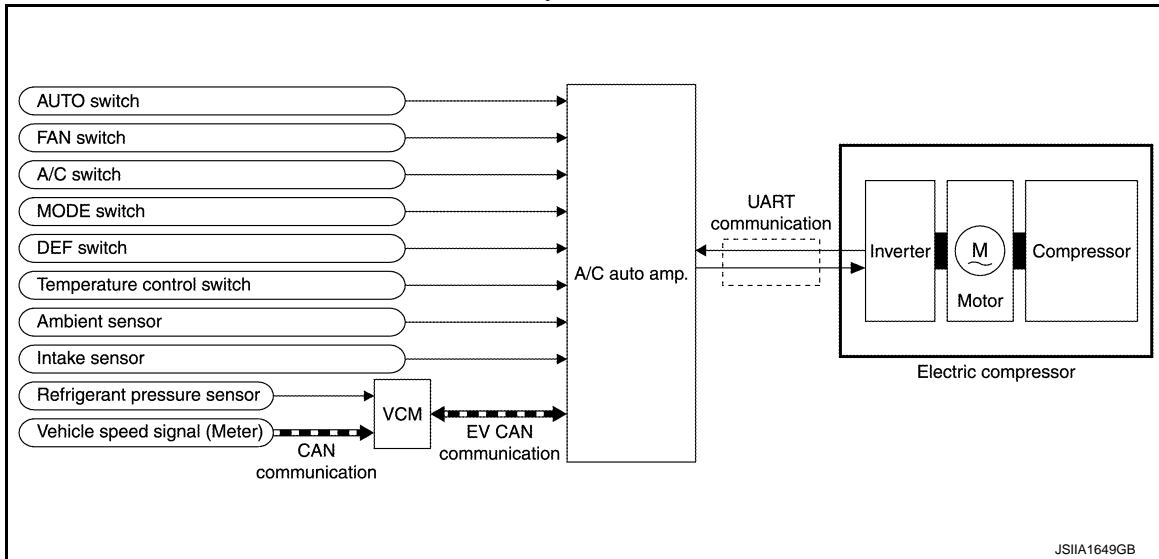 AUTO switch
FAN switch
A/C switch
MODE switch
DEF switch
Temperature control switch
Ambient sensor
Intake sensor
Refrigerant pressure sensor
Vehicle speed signal (Meter)
CAN
communication
VCM
EV CAN
communication
A/C auto amp.
UART
communication
Inverter
M
Motor
Compressor
Electric compressor
JSIIA1649GB